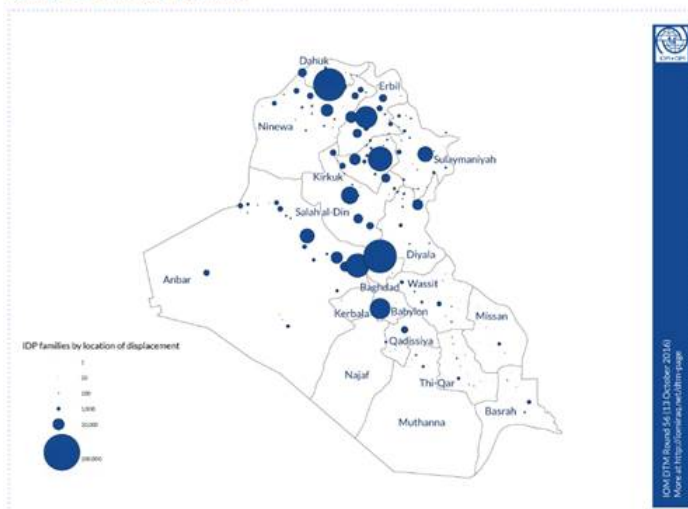 Dahuk
Erbil
Ninewa
Sulaymaniyah
Kirkuk
Salah al-Din
Diyala
Anbar
Baghdad
Wassit
Kerbala
Babylon
Missan
Qadissiya
Najaf
Thi-Qar
Basrah
Muthanna
IDP families by location of displacement
1
10
100
1,000
10,000
100,000
IOM DTM Round 56 (13 October 2016)
More at http://iomiraq.net/dtm-page